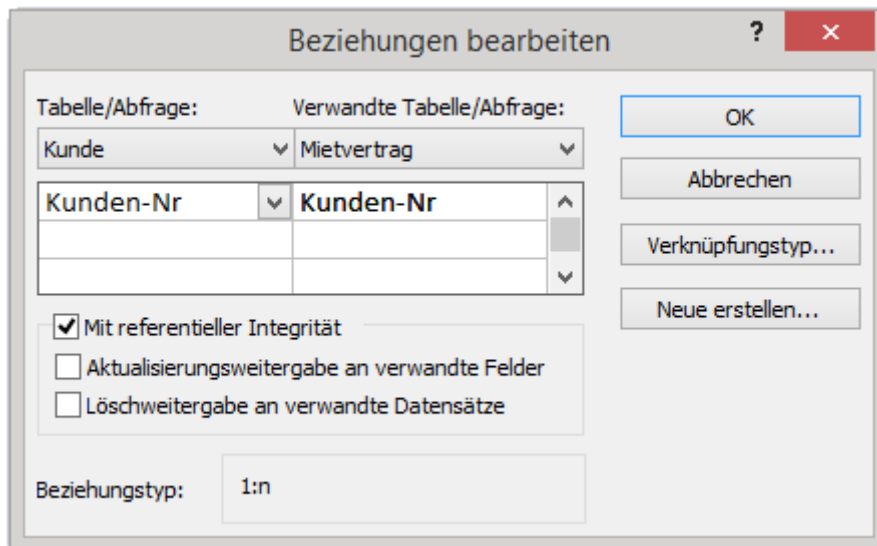 Beziehungen bearbeiten ? ×
Tabelle/Abfrage: Verwandte Tabelle/Abfrage:
Kunde Mietvertrag
OK
Kunden-Nr Kunden-Nr
Abbrechen
Verknüpfungstyp...
Neue erstellen...
Mit referentieller Integrität
Aktualisierungsweitergabe an verwandte Felder
Löschweitergabe an verwandte Datensätze
Beziehungstyp: 1:n